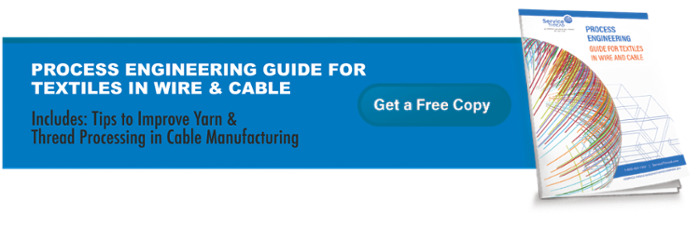 PROCESS ENGINEERING GUIDE FOR
TEXTILES IN WIRE & CABLE
Includes: Tips to Improve Yarn &
Thread Processing in Cable Manufacturing
Get a Free Copy
Service
PROCESS
ENGINEERING
GUIDE FOR TEXTILES
IN WIRE AND CABLE